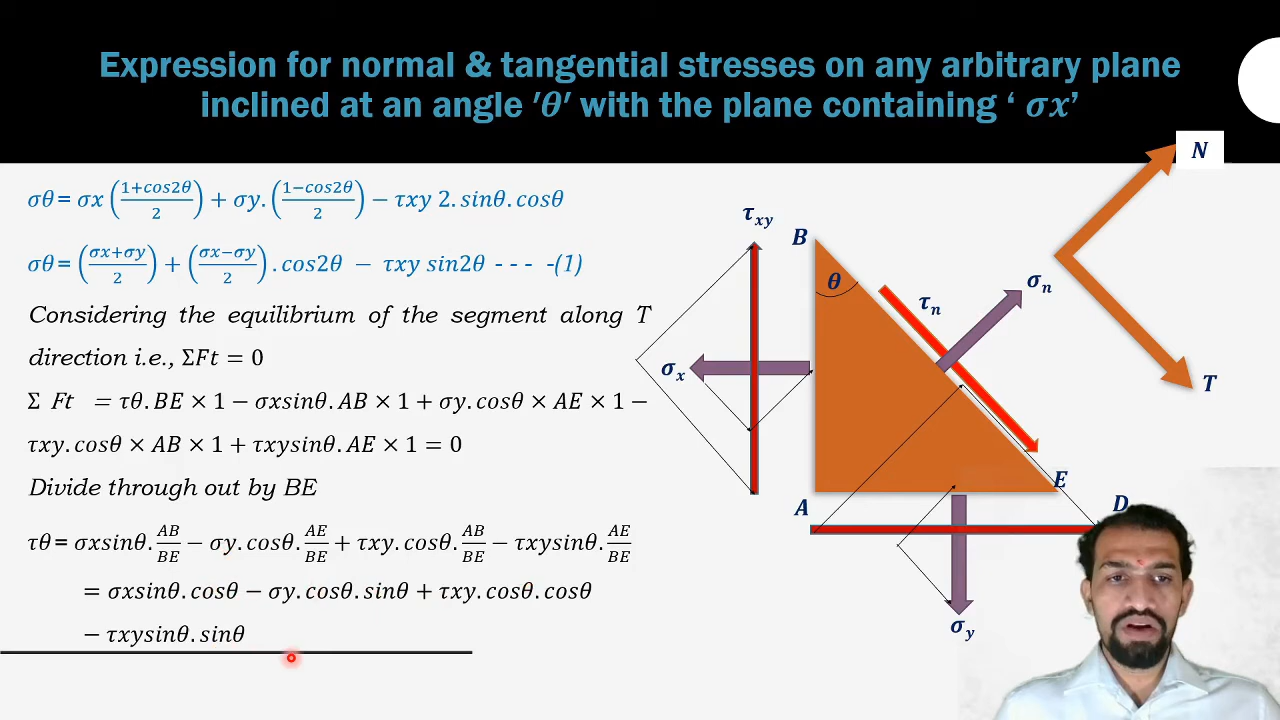 Expression for normal & tangential stresses on any arbitrary plane
inclined at an angle ′θ′ with the plane containing ‘ σx’
σθ= σx (1+cos2θ/2) + σy. (1−cos2θ/2) − τxy 2. sinθ. cosθ
σθ= (σx+σy/2) + (σx−σy/2) . cos2θ − τxy sin2θ - - - -(1)
Considering the equilibrium of the segment along T
direction i.e., ΣFt = 0
Σ Ft = τθ. BE × 1 − σxsinθ. AB × 1 + σy. cosθ × AE × 1 −
τxy. cosθ × AB × 1 + τxysinθ. AE × 1 = 0
Divide through out by BE
τθ= σxsinθ. AB/BE − σy. cosθ. AE/BE + τxy. cosθ. AB/BE − τxysinθ. AE/BE
= σxsinθ. cosθ − σy. cosθ. sinθ + τxy. cosθ. cosθ
− τxysinθ. sinθ
N
τxy
B
θ
σn
τn
σx
T
E
A
D
σy